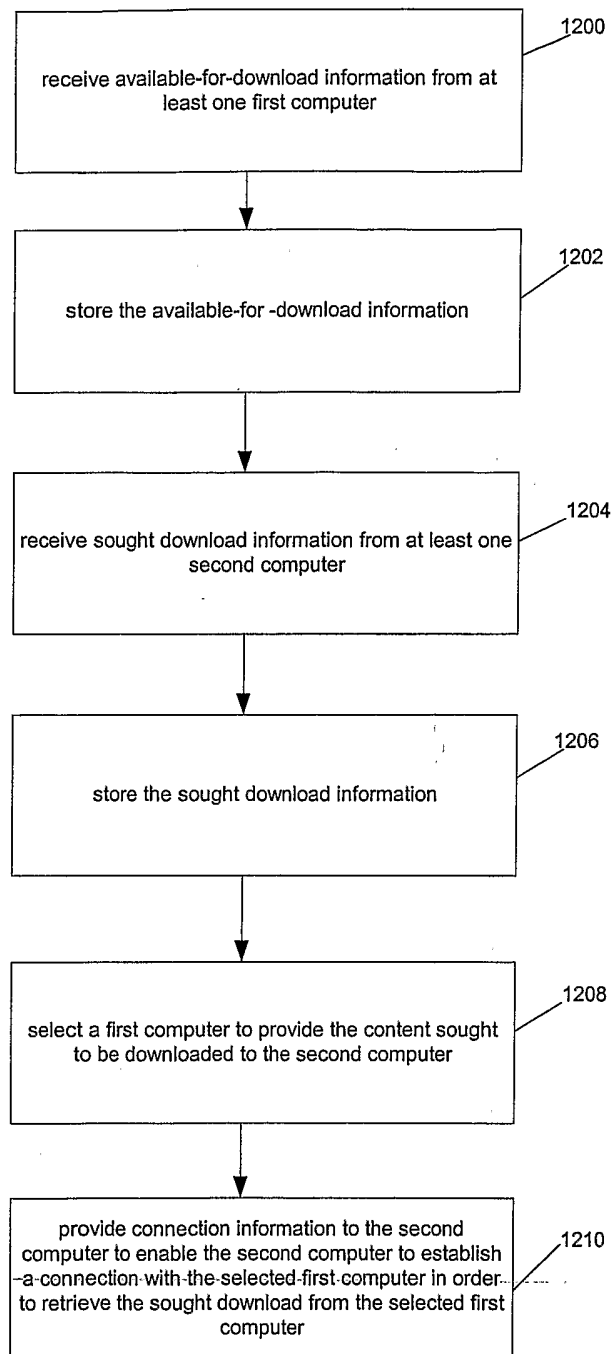 1200
receive available-for-download information from at
least one first computer
1202
store the available-for -download information
1204
receive sought download information from at least one
second computer
1206
store the sought download information
1208
select a first computer to provide the content sought
to be downloaded to the second computer
provide connection information to the second
computer to enable the second computer to establish
a connection with the selected first computer in order
to retrieve the sought download from the selected first
computer
1210